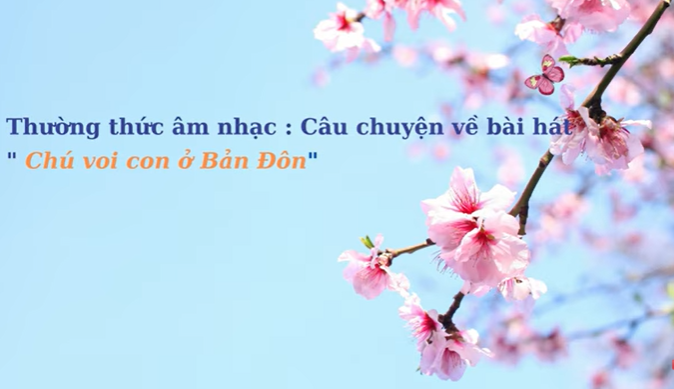 Thường thức âm nhạc : Câu chuyện về bài hát
" Chú voi con ở Bản Đôn"